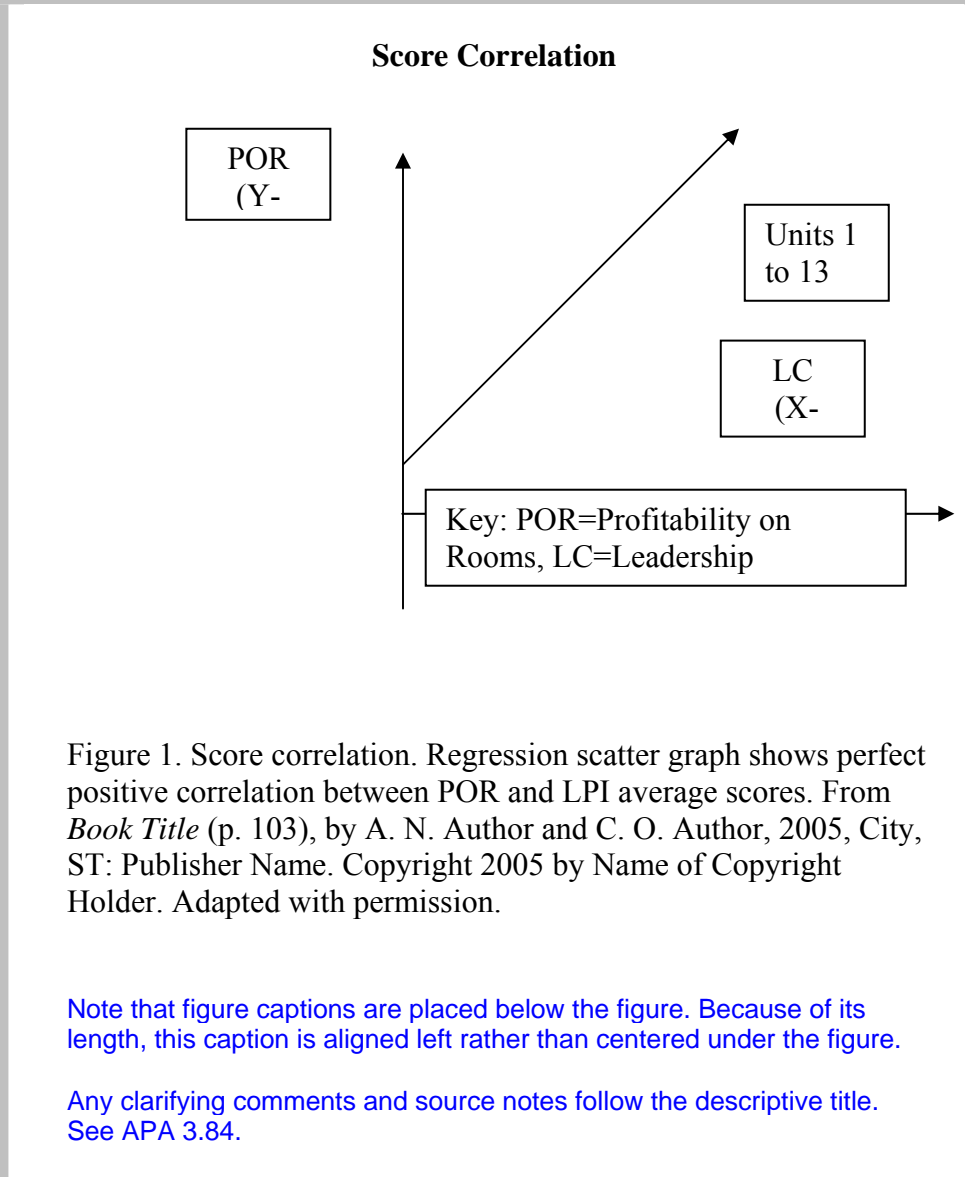 Score Correlation
POR
(Y-
Units 1
to 13
LC
(X-
Key: POR=Profitability on
Rooms, LC=Leadership
Figure 1. Score correlation. Regression scatter graph shows perfect
positive correlation between POR and LPI average scores. From
Book Title (p. 103), by A. N. Author and C. O. Author, 2005, City,
ST: Publisher Name. Copyright 2005 by Name of Copyright
Holder. Adapted with permission.
Note that figure captions are placed below the figure. Because of its
length, this caption is aligned left rather than centered under the figure.
Any clarifying comments and source notes follow the descriptive title.
See APA 3.84.